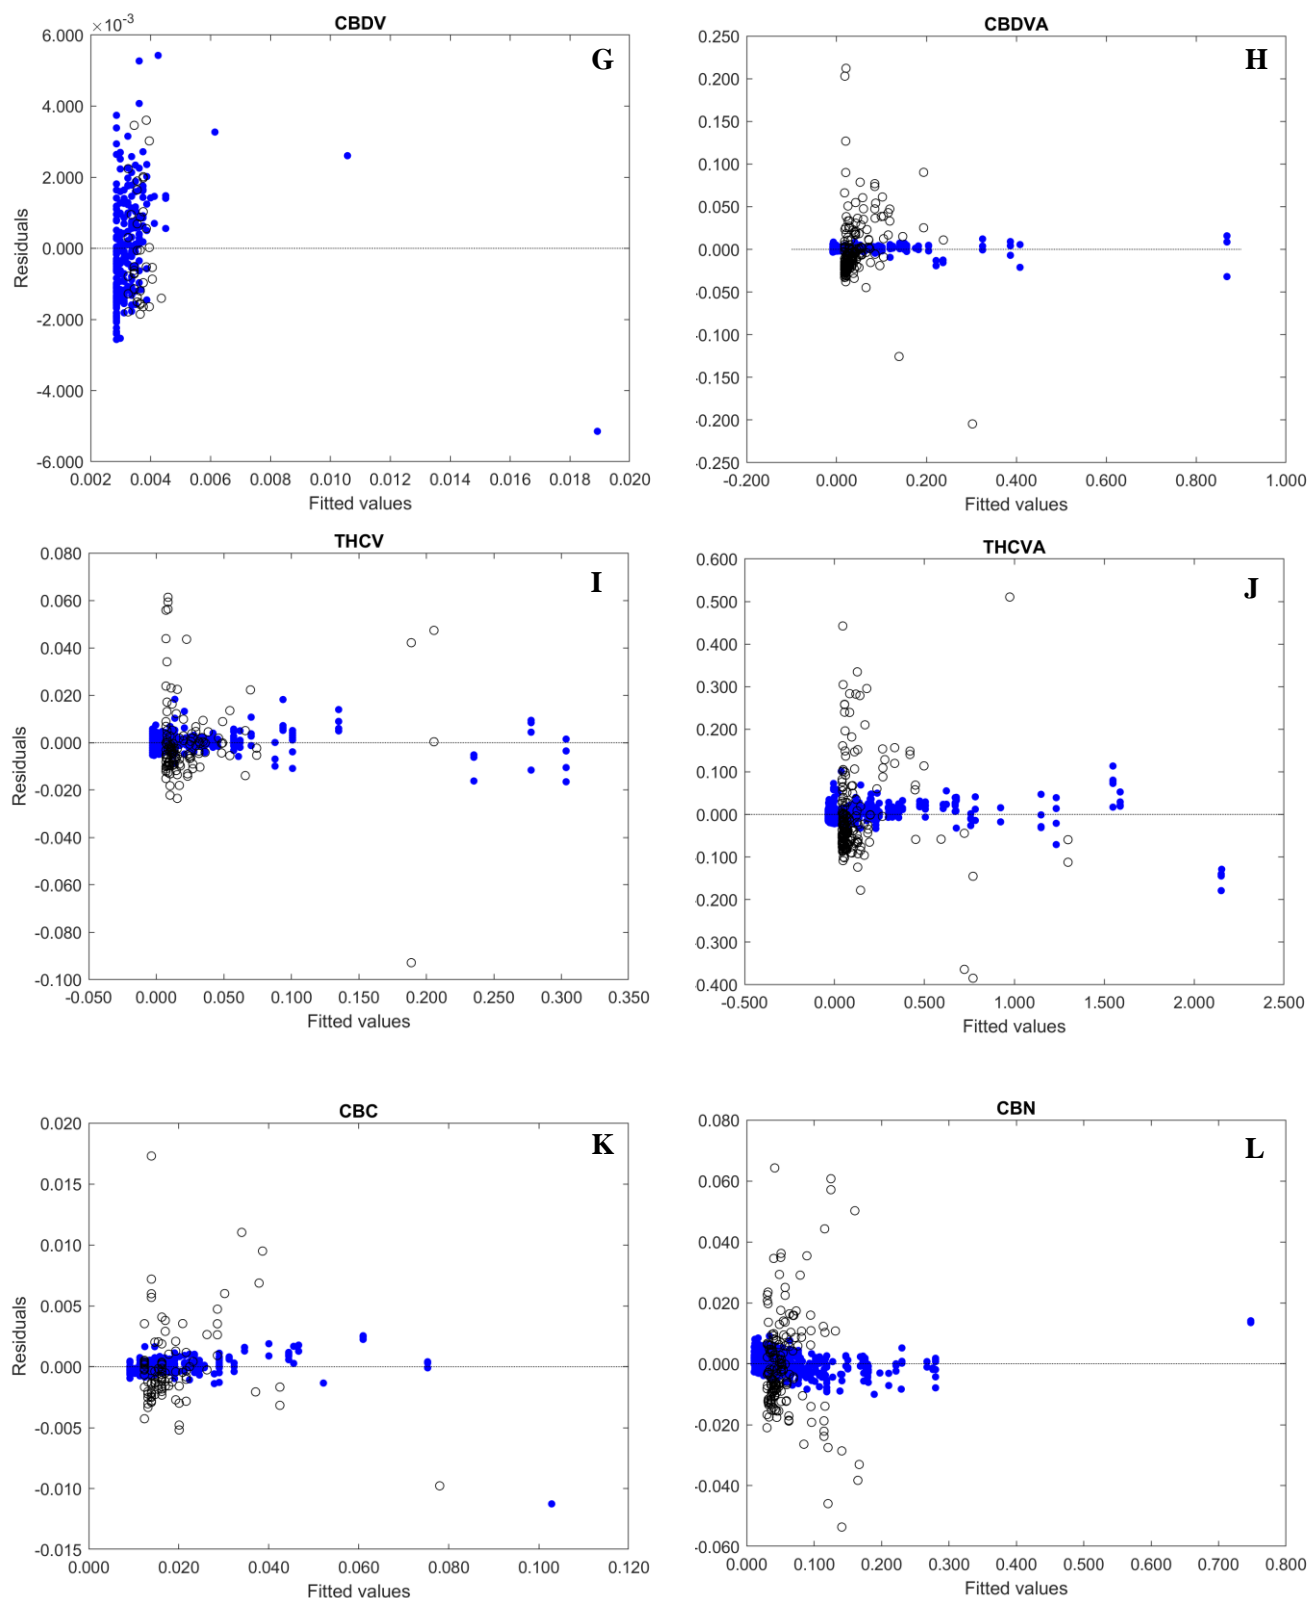 CBDV
×10⁻³
G
6.000
4.000
2.000
0.000
-2.000
-4.000
-6.000
Residuals
0.002 0.004 0.006 0.008 0.010 0.012 0.014 0.016 0.018 0.020
Fitted values
CBDVA
H
0.250
0.200
0.150
0.100
0.050
0.000
-0.050
-0.100
-0.150
-0.200
-0.250
-0.200 0.000 0.200 0.400 0.600 0.800 1.000
Fitted values
THCV
I
0.080
0.060
0.040
0.020
0.000
-0.020
-0.040
-0.060
-0.080
-0.100
Residuals
-0.050 0.000 0.050 0.100 0.150 0.200 0.250 0.300 0.350
Fitted values
THCVA
J
0.600
0.500
0.400
0.300
0.200
0.100
0.000
-0.100
-0.200
-0.300
-0.400
-0.500 0.000 0.500 1.000 1.500 2.000 2.500
Fitted values
CBC
K
0.020
0.015
0.010
0.005
0.000
-0.005
-0.010
-0.015
Residuals
0.000 0.020 0.040 0.060 0.080 0.100 0.120
Fitted values
CBN
L
0.080
0.060
0.040
0.020
0.000
-0.020
-0.040
-0.060
0.000 0.100 0.200 0.300 0.400 0.500 0.600 0.700 0.800
Fitted values